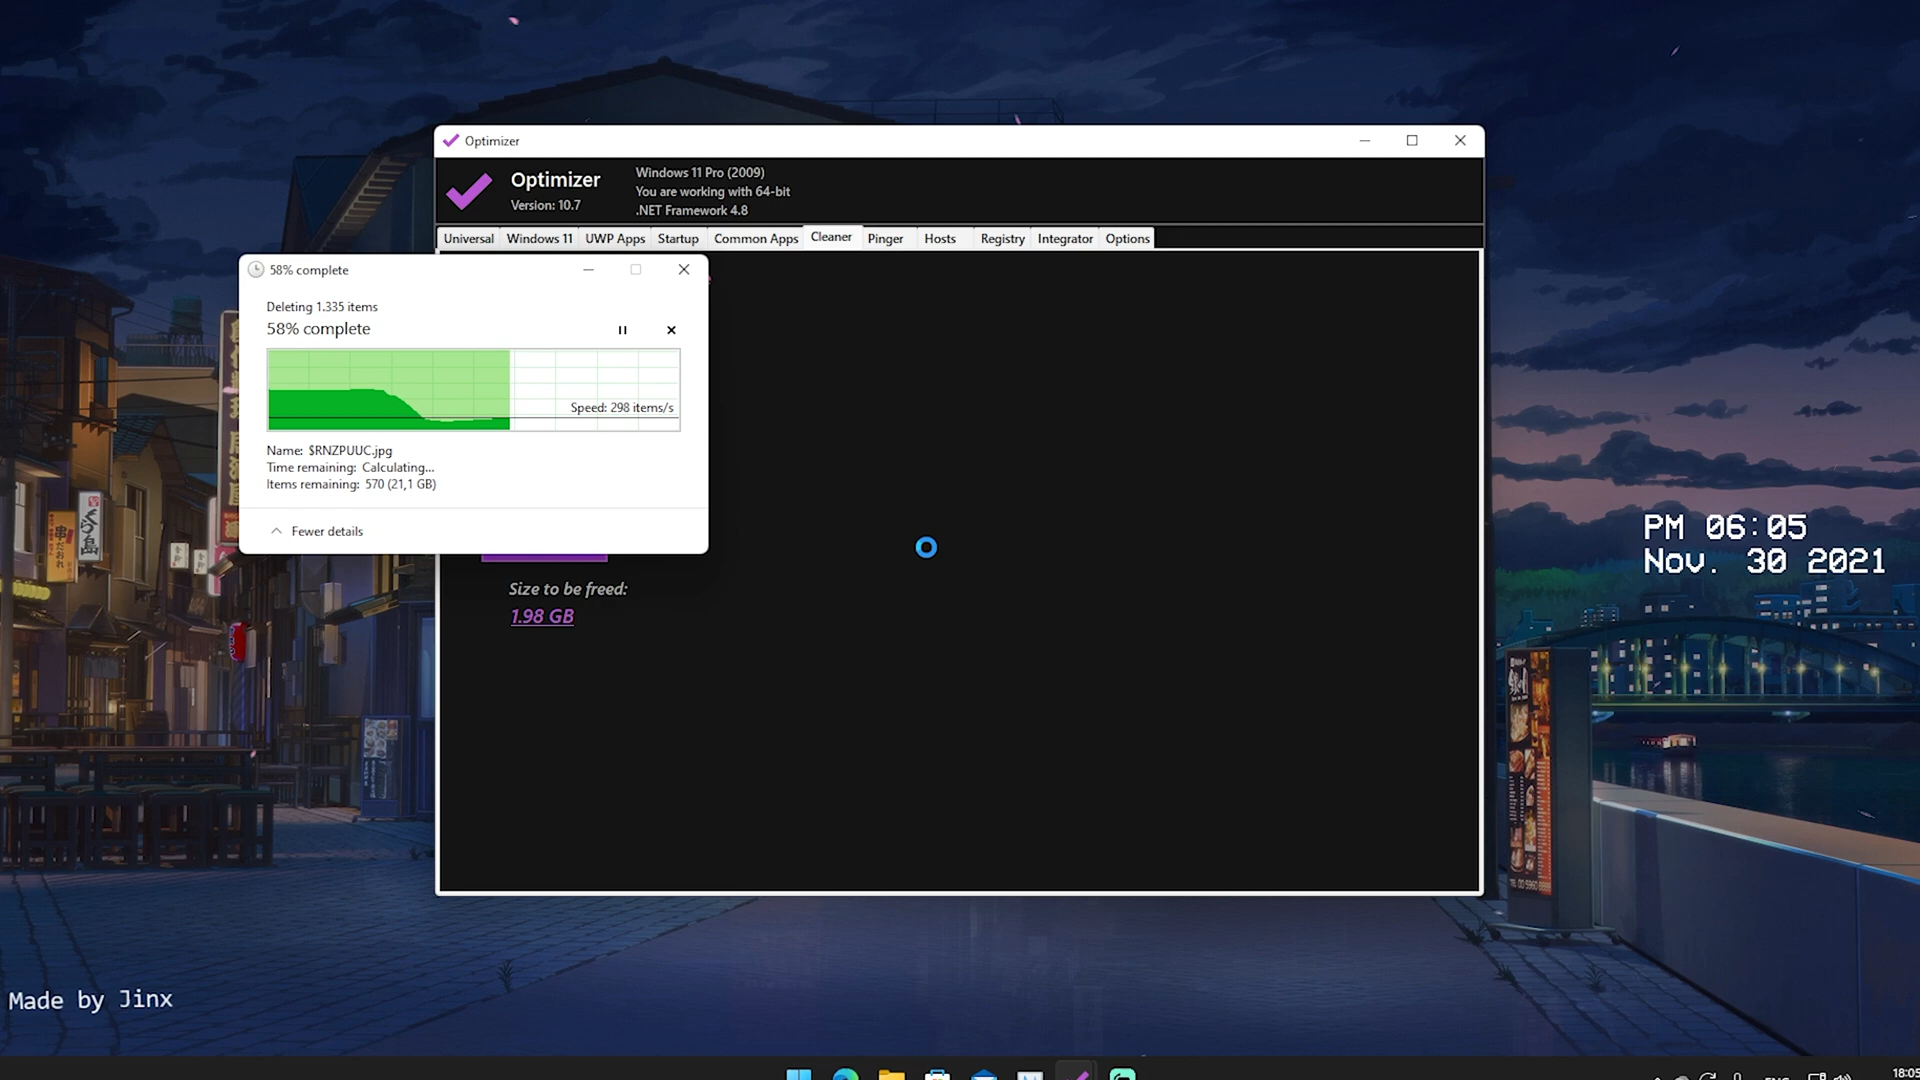 Optimizer
Optimizer
Version: 10.7
Windows 11 Pro (2009)
You are working with 64-bit
.NET Framework 4.8
Universal
Windows 11
UWP Apps
Startup
Common Apps
Cleaner
Pinger
Hosts
Registry
Integrator
Options
58% complete
Deleting 1.335 items
58% complete
Speed: 298 items/s
Name: $RNZPUUC.jpg
Time remaining: Calculating...
Items remaining: 570 (21,1 GB)
Fewer details
Size to be freed:
1.98 GB
PM 06:05
Nov. 30 2021
Made by Jinx
18:05